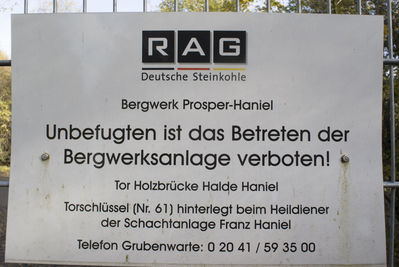 RAG
Deutsche Steinkohle
Bergwerk Prosper-Haniel
Unbefugten ist das Betreten der
Bergwerksanlage verboten!
Tor Holzbrücke Halde Haniel
Torschlüssel (Nr. 61) hinterlegt beim Heildiener
der Schachtanlage Franz Haniel
Telefon Grubenwarte: 0 20 41 / 59 35 00